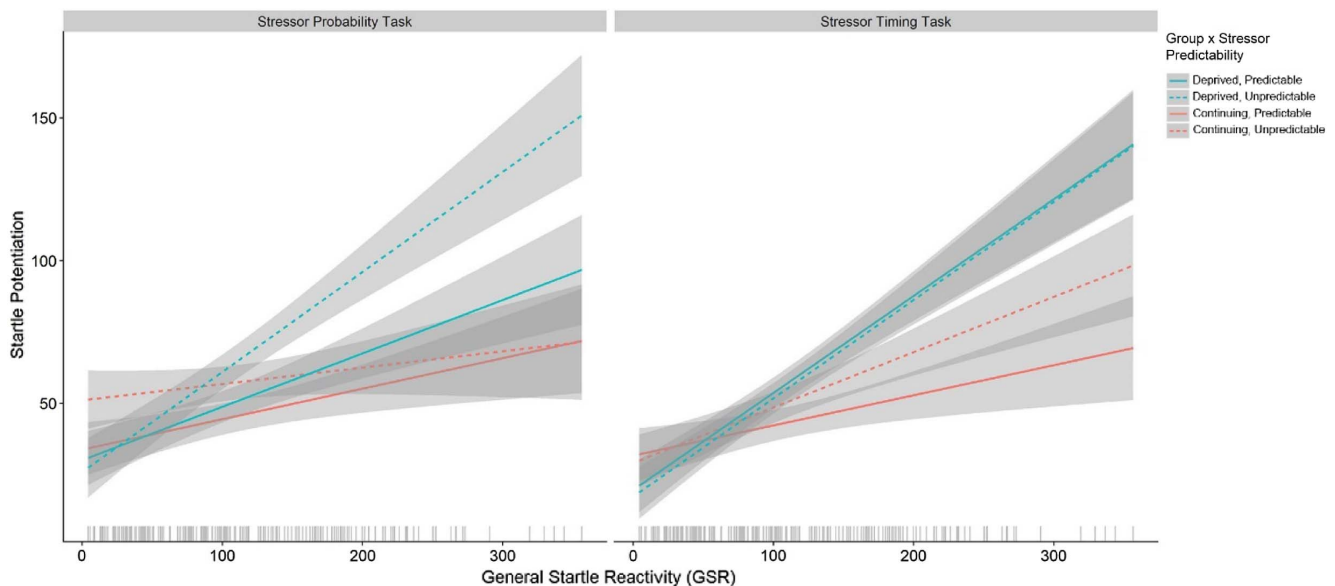 Stressor Probability Task
Stressor Timing Task
Group x Stressor
Predictability
Deprived, Predictable
Deprived, Unpredictable
Continuing, Predictable
Continuing, Unpredictable
Startle Potentiation
150
100
50
0
100
200
300
0
100
200
300
General Startle Reactivity (GSR)